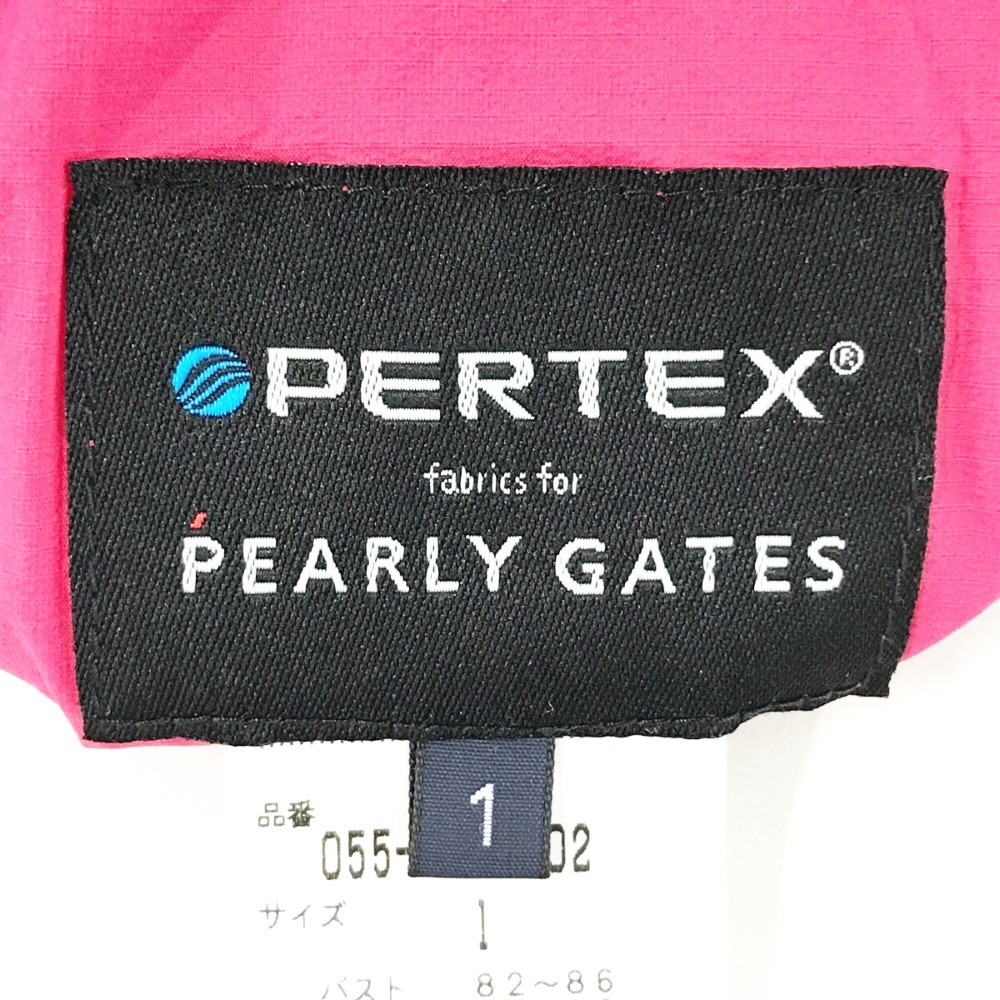 PERTEX®
fabrics for
PEARLY GATES
1
品番
055-
02
サイズ 1
バスト 82~86